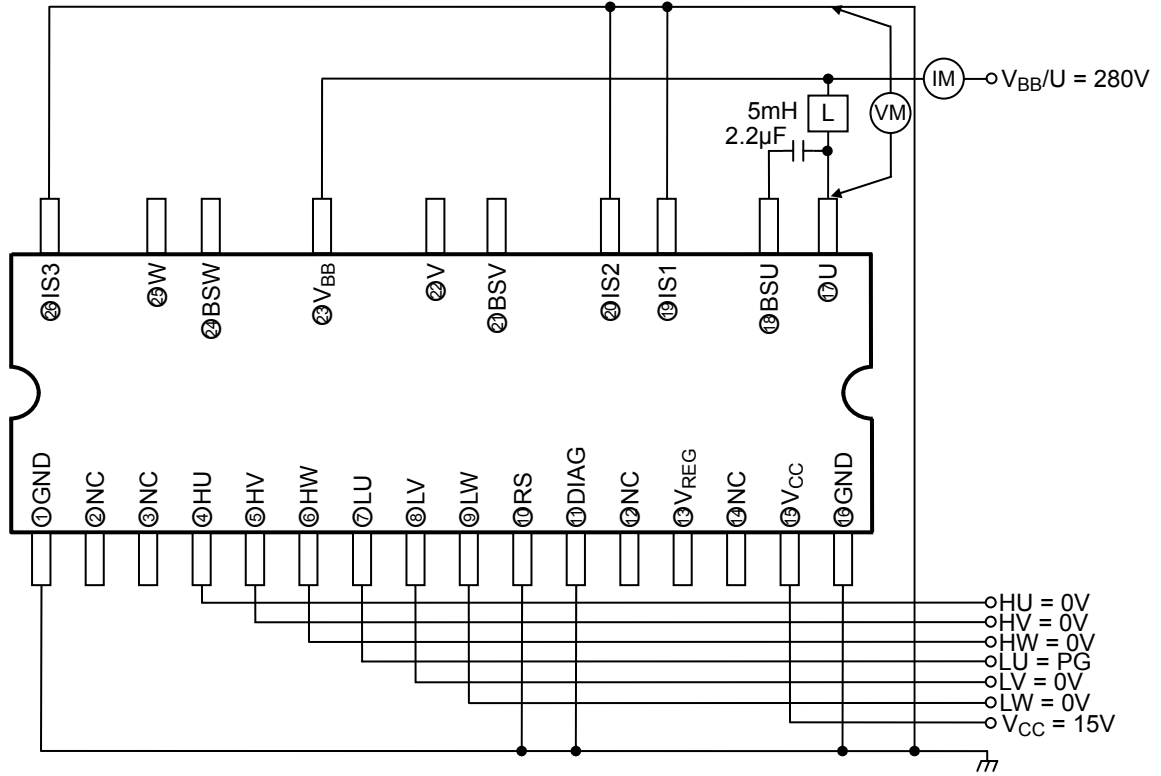 IM
V_BB/U = 280V
5mH
L
VM
2.2μF
㉖IS3
㉕W
㉔BSW
㉓V_BB
㉒V
㉑BSV
⑳IS2
⑲IS1
⑱BSU
⑰U
①GND
②NC
③NC
④HU
⑤HV
⑥HW
⑦LU
⑧LV
⑨LW
⑩RS
⑪DIAG
⑫NC
⑬V_REG
⑭NC
⑮V_CC
⑯GND
HU = 0V
HV = 0V
HW = 0V
LU = PG
LV = 0V
LW = 0V
V_CC = 15V